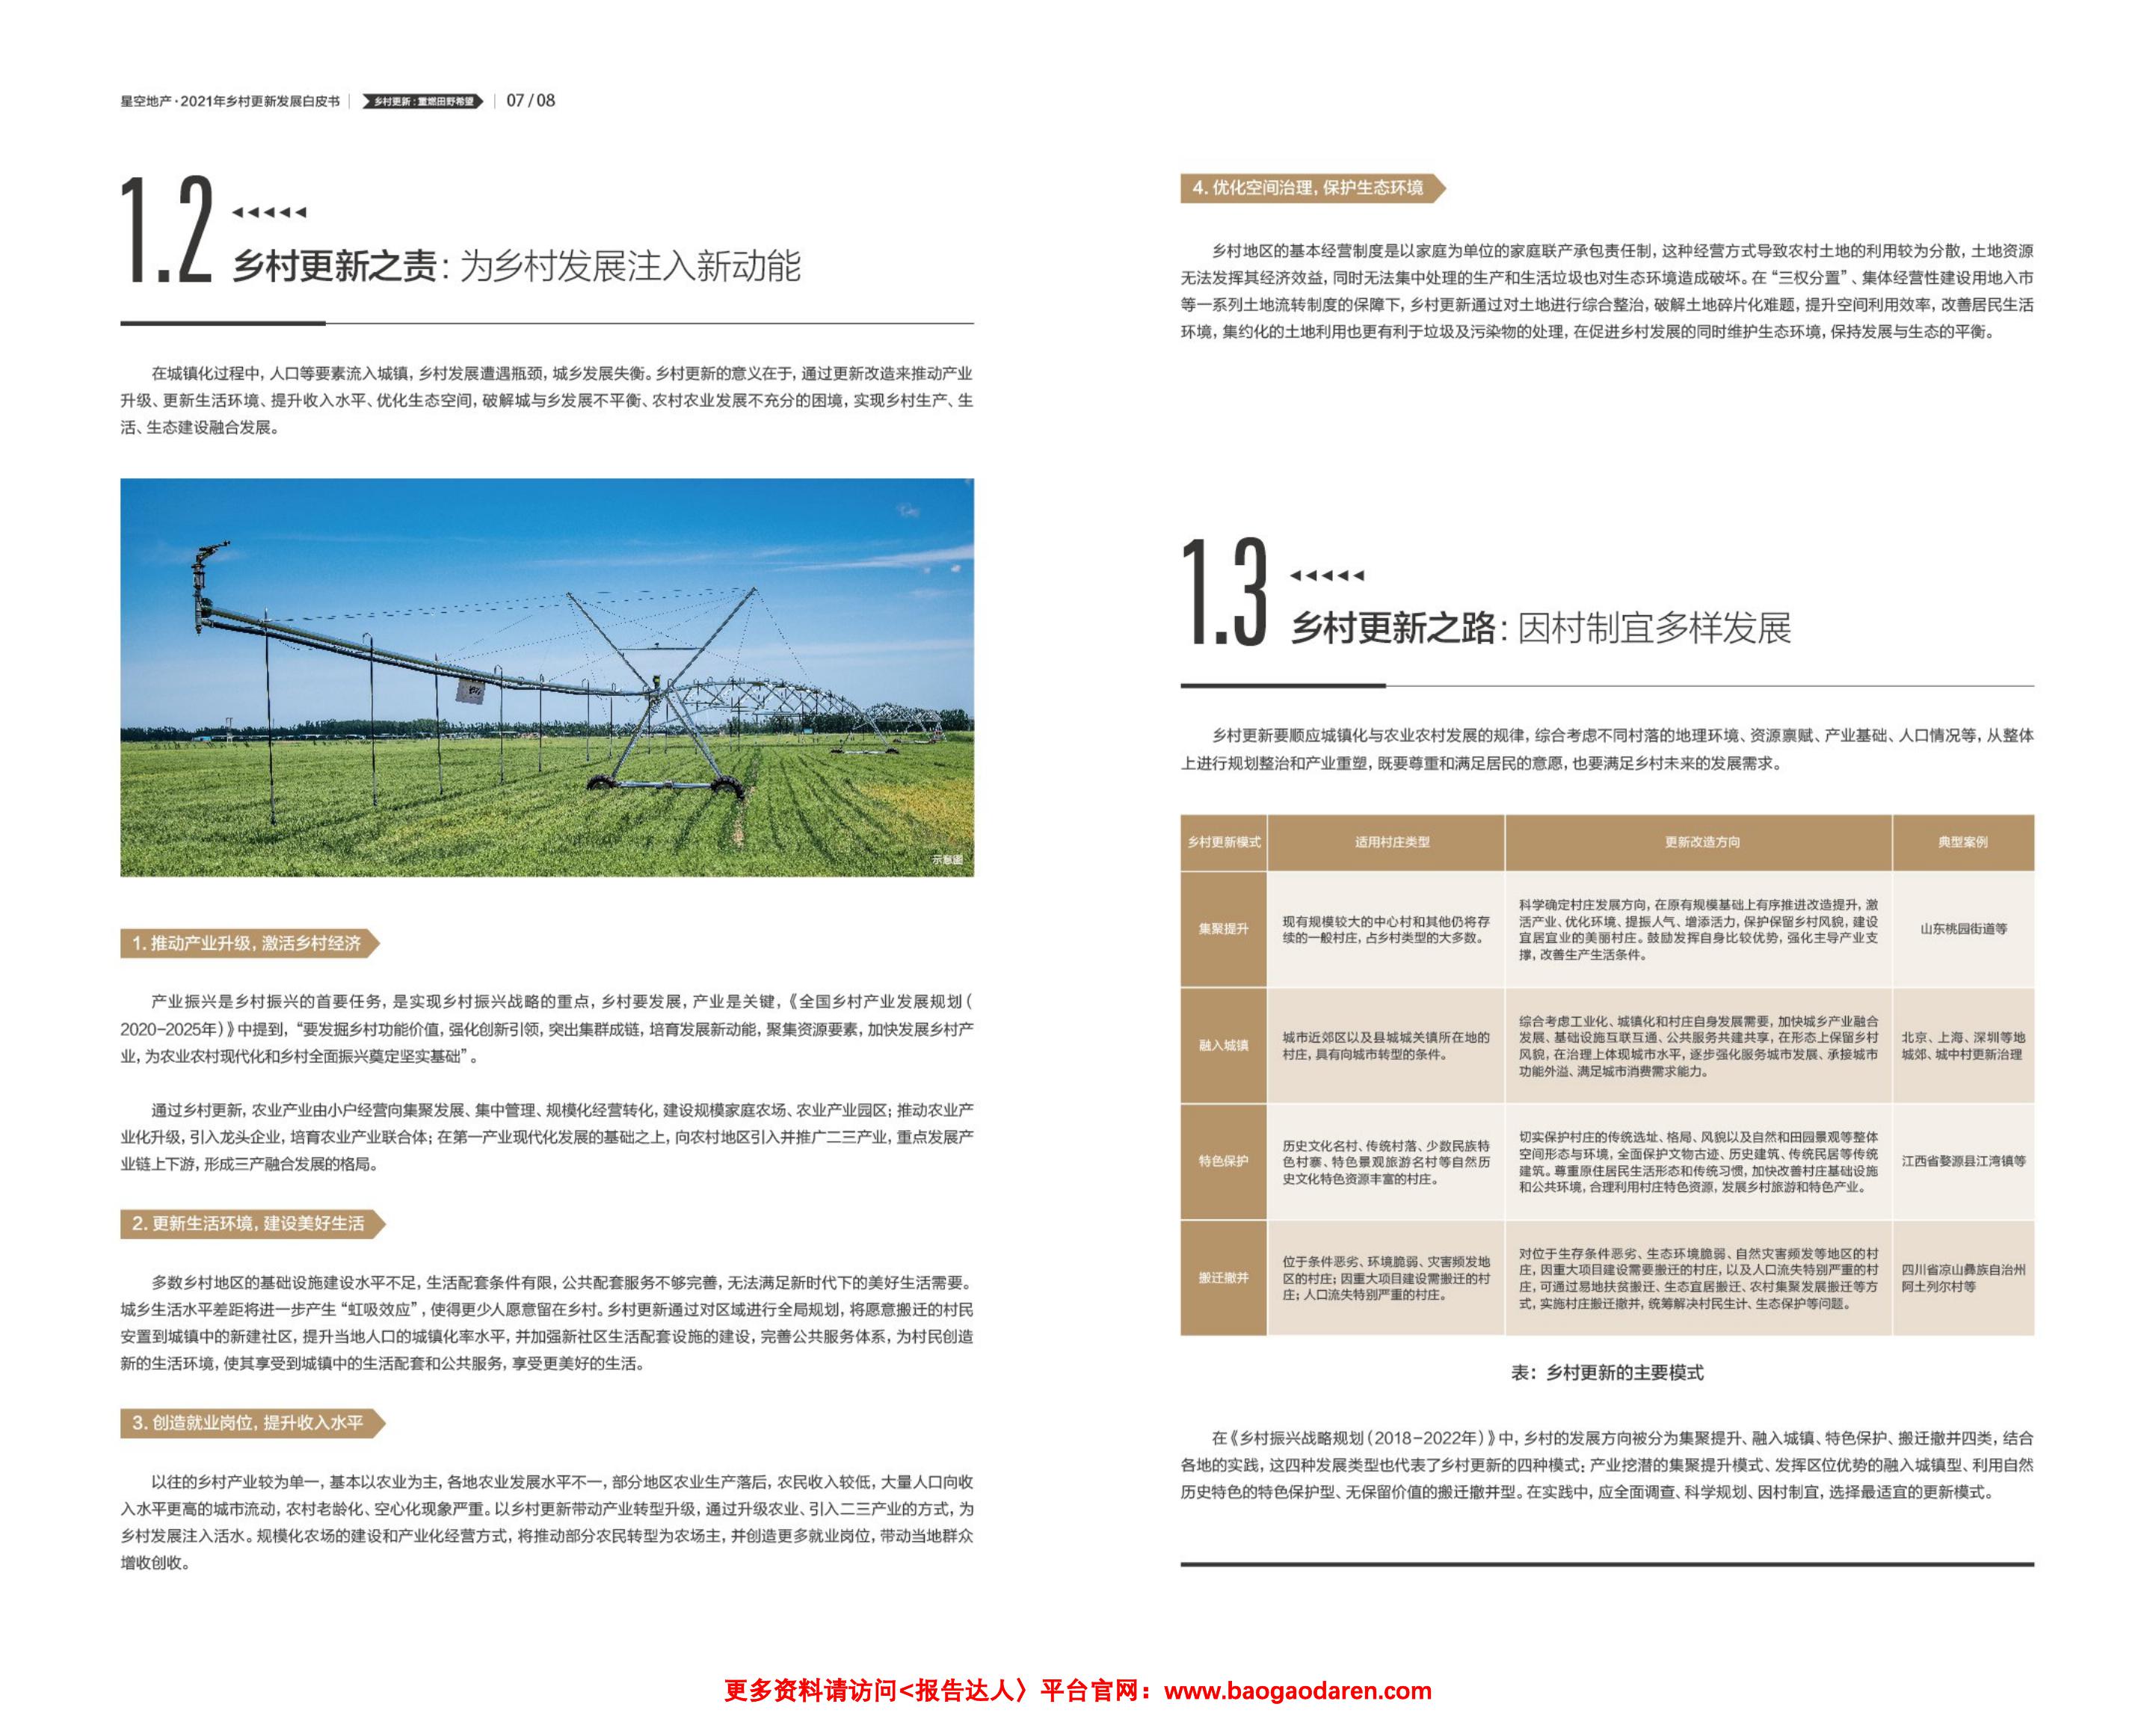 星空地产·2021年乡村更新发展白皮书 乡村更新:重燃田野希望 07/08
1.2
乡村更新之责:为乡村发展注入新动能
在城镇化过程中,人口等要素流入城镇,乡村发展遭遇瓶颈,城乡发展失衡。乡村更新的意义在于,通过更新改造来推动产业
升级、更新生活环境、提升收入水平、优化生态空间,破解城与乡发展不平衡、农村农业发展不充分的困境,实现乡村生产、生
活、生态建设融合发展。
示意图
1.推动产业升级,激活乡村经济
产业振兴是乡村振兴的首要任务,是实现乡村振兴战略的重点,乡村要发展,产业是关键,《全国乡村产业发展规划(
2020-2025年)》中提到,“要发掘乡村功能价值,强化创新引领,突出集群成链,培育发展新动能,聚集资源要素,加快发展乡村产
业,为农业农村现代化和乡村全面振兴奠定坚实基础”。
通过乡村更新,农业产业由小户经营向集聚发展、集中管理、规模化经营转化,建设规模家庭农场、农业产业园区;推动农业产
业化升级,引入龙头企业,培育农业产业联合体;在第一产业现代化发展的基础之上,向农村地区引入并推广二三产业,重点发展产
业链上下游,形成三产融合发展的格局。
2.更新生活环境,建设美好生活
多数乡村地区的基础设施建设水平不足,生活配套条件有限,公共配套服务不够完善,无法满足新时代下的美好生活需要。
城乡生活水平差距将进一步产生“虹吸效应”,使得更少人愿意留在乡村。乡村更新通过对区域进行全局规划,将愿意搬迁的村民
安置到城镇中的新建社区,提升当地人口的城镇化率水平,并加强新社区生活配套设施的建设,完善公共服务体系,为村民创造
新的生活环境,使其享受到城镇中的生活配套和公共服务,享受更美好的生活。
3.创造就业岗位,提升收入水平
以往的乡村产业较为单一,基本以农业为主,各地农业发展水平不一,部分地区农业生产落后,农民收入较低,大量人口向收
入水平更高的城市流动,农村老龄化、空心化现象严重。以乡村更新带动产业转型升级,通过升级农业、引入二三产业的方式,为
乡村发展注入活水。规模化农场的建设和产业化经营方式,将推动部分农民转型为农场主,并创造更多就业岗位,带动当地群众
增收创收。
4.优化空间治理,保护生态环境
乡村地区的基本经营制度是以家庭为单位的家庭联产承包责任制,这种经营方式导致农村土地的利用较为分散,土地资源
无法发挥其经济效益,同时无法集中处理的生产和生活垃圾也对生态环境造成破坏。在“三权分置”、集体经营性建设用地入市
等一系列土地流转制度的保障下,乡村更新通过对土地进行综合整治,破解土地碎片化难题,提升空间利用效率,改善居民生活
环境,集约化的土地利用也更有利于垃圾及污染物的处理,在促进乡村发展的同时维护生态环境,保持发展与生态的平衡。
1.3
乡村更新之路:因村制宜多样发展
乡村更新要顺应城镇化与农业农村发展的规律,综合考虑不同村落的地理环境、资源禀赋、产业基础、人口情况等,从整体
上进行规划整治和产业重塑,既要尊重和满足居民的意愿,也要满足乡村未来的发展需求。
乡村更新模式 适用村庄类型 更新改造方向 典型案例
集聚提升
现有规模较大的中心村和其他仍将存
续的一般村庄,占乡村类型的大多数。
科学确定村庄发展方向,在原有规模基础上有序推进改造提升,激
活产业、优化环境、提振人气、增添活力,保护保留乡村风貌,建设
宜居宜业的美丽村庄。鼓励发挥自身比较优势,强化主导产业支
撑,改善生产生活条件。
山东桃园街道等
融入城镇
城市近郊区以及县城城关镇所在地的
村庄,具有向城市转型的条件。
综合考虑工业化、城镇化和村庄自身发展需要,加快城乡产业融合
发展、基础设施互联互通、公共服务共建共享,在形态上保留乡村
风貌,在治理上体现城市水平,逐步强化服务城市发展、承接城市
功能外溢、满足城市消费需求能力。
北京、上海、深圳等地
城郊、城中村更新治理
特色保护
历史文化名村、传统村落、少数民族特
色村寨、特色景观旅游名村等自然历
史文化特色资源丰富的村庄。
切实保护村庄的传统选址、格局、风貌以及自然和田园景观等整体
空间形态与环境,全面保护文物古迹、历史建筑、传统民居等传统
建筑。尊重原住居民生活形态和传统习惯,加快改善村庄基础设施
和公共环境,合理利用村庄特色资源,发展乡村旅游和特色产业。
江西省婺源县江湾镇等
搬迁撤并
位于条件恶劣、环境脆弱、灾害频发地
区的村庄;因重大项目建设需搬迁的村
庄;人口流失特别严重的村庄。
对位于生存条件恶劣、生态环境脆弱、自然灾害频发等地区的村
庄,因重大项目建设需要搬迁的村庄,以及人口流失特别严重的村
庄,可通过易地扶贫搬迁、生态宜居搬迁、农村集聚发展搬迁等方
式,实施村庄搬迁撤并,统筹解决村民生计、生态保护等问题。
四川省凉山彝族自治州
阿土列尔村等
表:乡村更新的主要模式
在《乡村振兴战略规划(2018-2022年)》中,乡村的发展方向被分为集聚提升、融入城镇、特色保护、搬迁撤并四类,结合
各地的实践,这四种发展类型也代表了乡村更新的四种模式:产业挖潜的集聚提升模式、发挥区位优势的融入城镇型、利用自然
历史特色的特色保护型、无保留价值的搬迁撤并型。在实践中,应全面调查、科学规划、因村制宜,选择最适宜的更新模式。
更多资料请访问<报告达人〉平台官网:www.baogaodaren.com